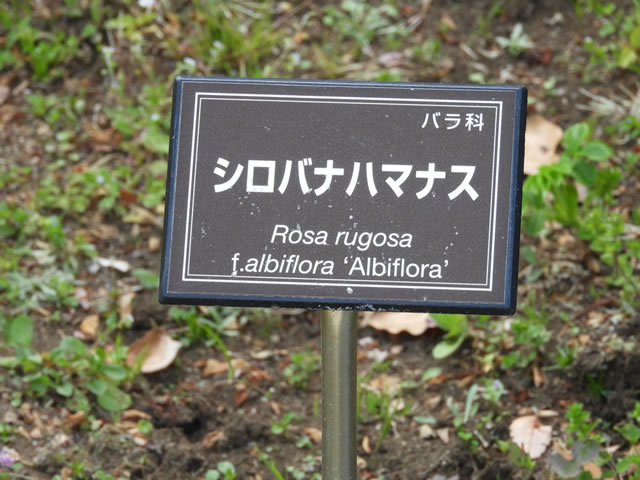 バラ科
シロバナハマナス
Rosa rugosa
f.albiflora ‘Albiflora’